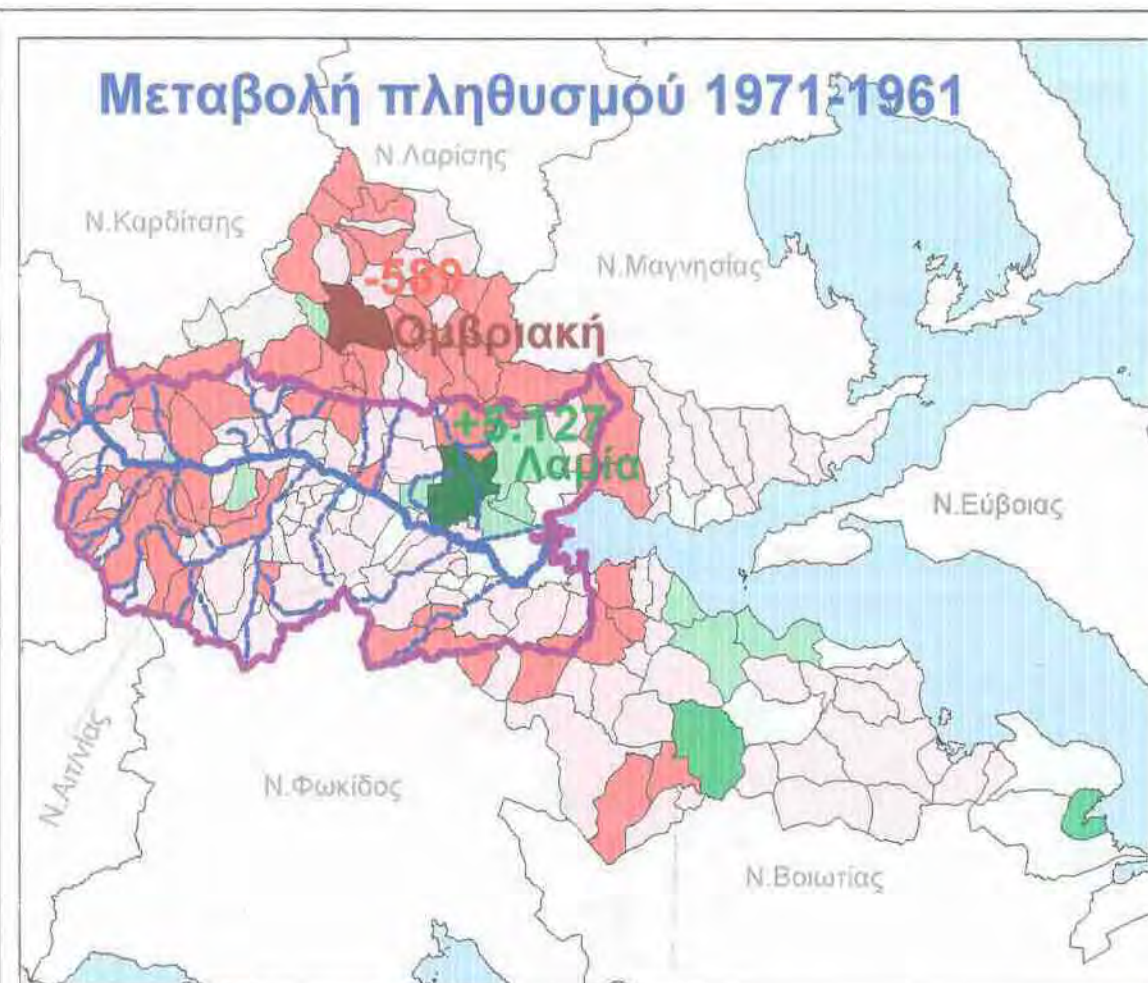 Μεταβολή πληθυσμού 1971-1961
Ν.Λαρίσης
Ν.Καρδίτσης
Ν.Μαγνησίας
-589
Ομβριακή
+5.127
Λαμία
Ν.Εύβοιας
Ν.Αιτ/νίας
Ν.Φωκίδος
Ν.Βοιωτίας